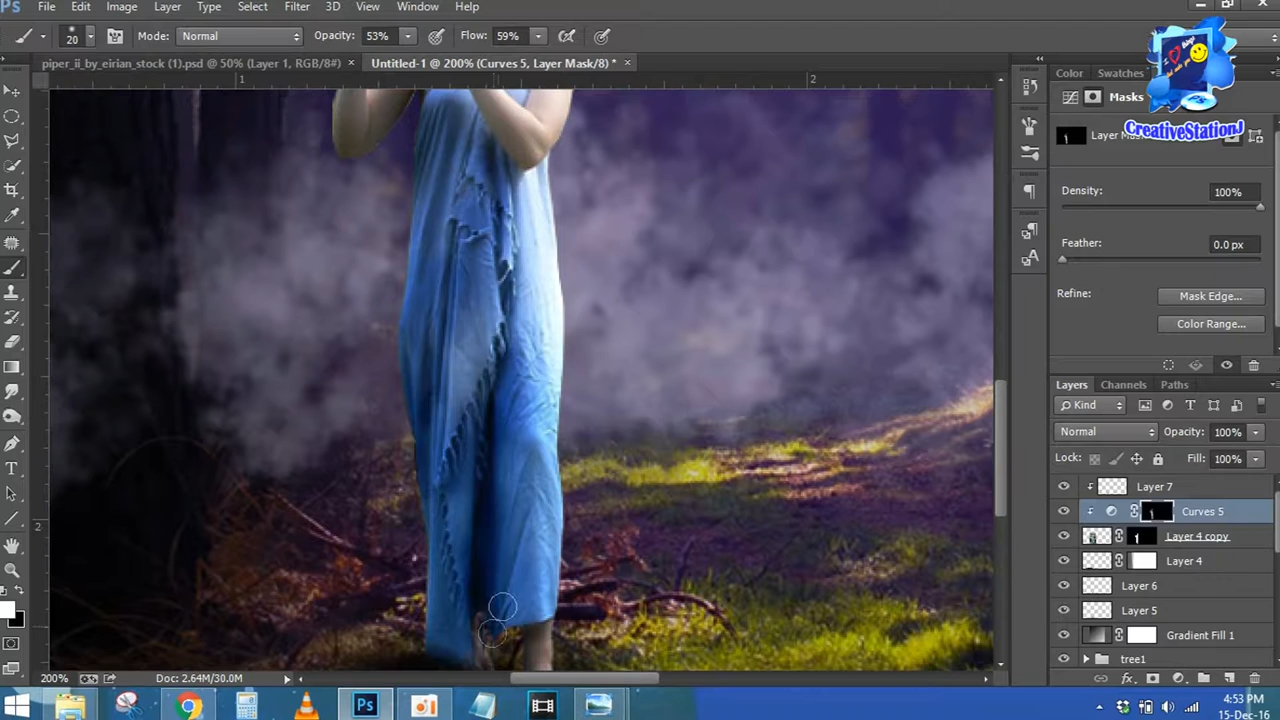 File Edit Image Layer Type Select Filter 3D View Window Help
20 Mode: Normal Opacity: 53% Flow: 59%
piper_ii_by_eirian_stock (1).psd @ 50% (Layer 1, RGB/8#) × Untitled-1 @ 200% (Curves 5, Layer Mask/8) * ×
1 2
2
CreativeStationJ
Color Swatches
Masks
Density: 100%
Feather: 0.0 px
Refine: Mask Edge...
Color Range...
Layers Channels Paths
Kind
Normal Opacity: 100%
Lock: Fill: 100%
Layer 7
Curves 5
Layer 4 copy
Layer 4
Layer 6
Layer 5
Gradient Fill 1
tree1
200% Doc: 2.64M/30.0M
Ps
4:53 PM
15-Dec-16